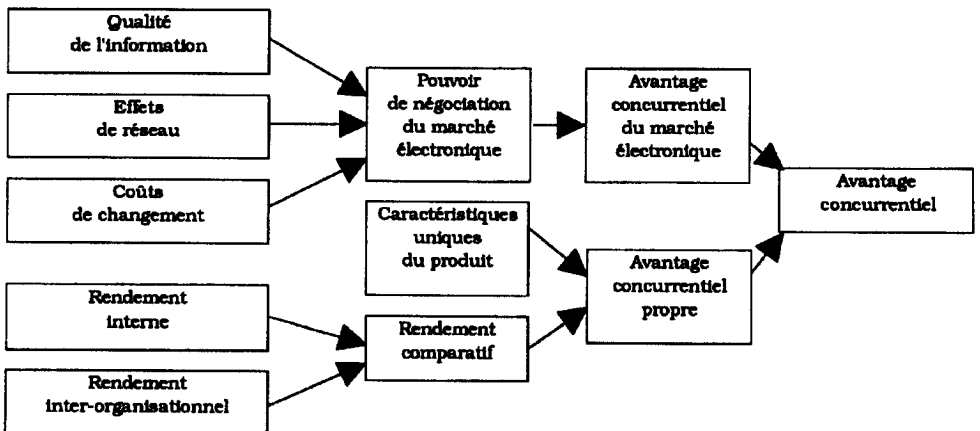 Qualité
de l'information
Effets
de réseau
Coûts
de changement
Rendement
interne
Rendement
inter-organisationnel
Pouvoir
de négociation
du marché
électronique
Caractéristiques
uniques
du produit
Rendement
comparatif
Avantage
concurrentiel
du marché
électronique
Avantage
concurrentiel
propre
Avantage
concurrentiel